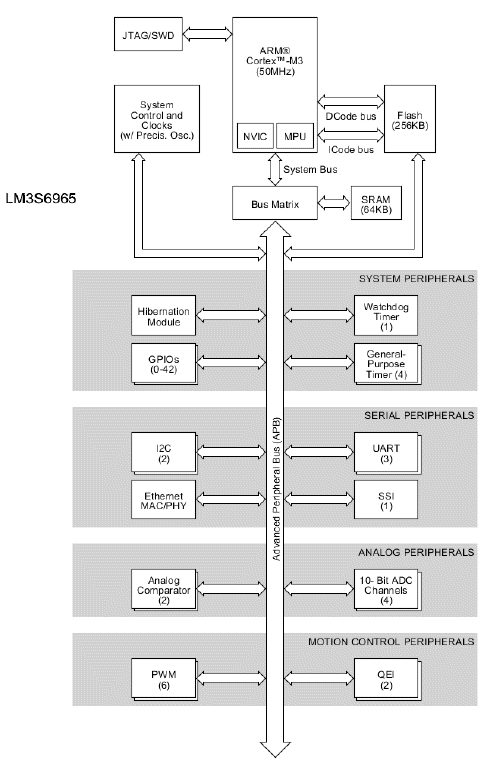 JTAG/SWD
ARM®
Cortex™-M3
(50MHz)
NVIC
MPU
System
Control and
Clocks
(w/ Precis. Osc.)
DCode bus
ICode bus
Flash
(256KB)
System Bus
LM3S6965
Bus Matrix
SRAM
(64KB)
SYSTEM PERIPHERALS
Hibernation
Module
Watchdog
Timer
(1)
GPIOs
(0-42)
General-
Purpose
Timer (4)
Advanced Peripheral Bus (APB)
SERIAL PERIPHERALS
I2C
(2)
UART
(3)
Ethernet
MAC/PHY
SSI
(1)
ANALOG PERIPHERALS
Analog
Comparator
(2)
10- Bit ADC
Channels
(4)
MOTION CONTROL PERIPHERALS
PWM
(6)
QEI
(2)